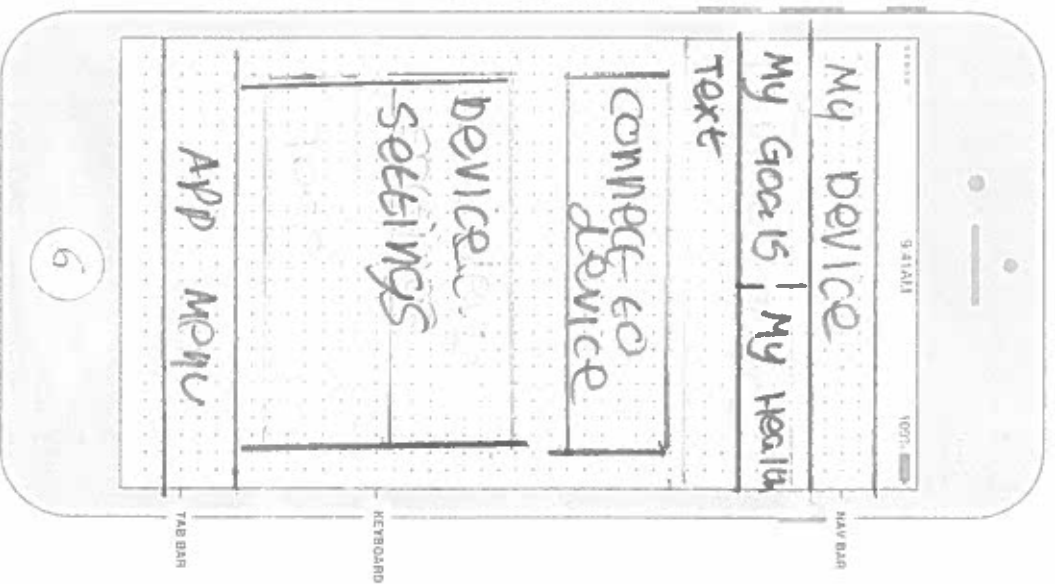 9:41 AM
100%
My Device
My Goals | My Health
Text
Connect to
device
Device
Settings
App Menu
6
NAV BAR
KEYBOARD
TAB BAR